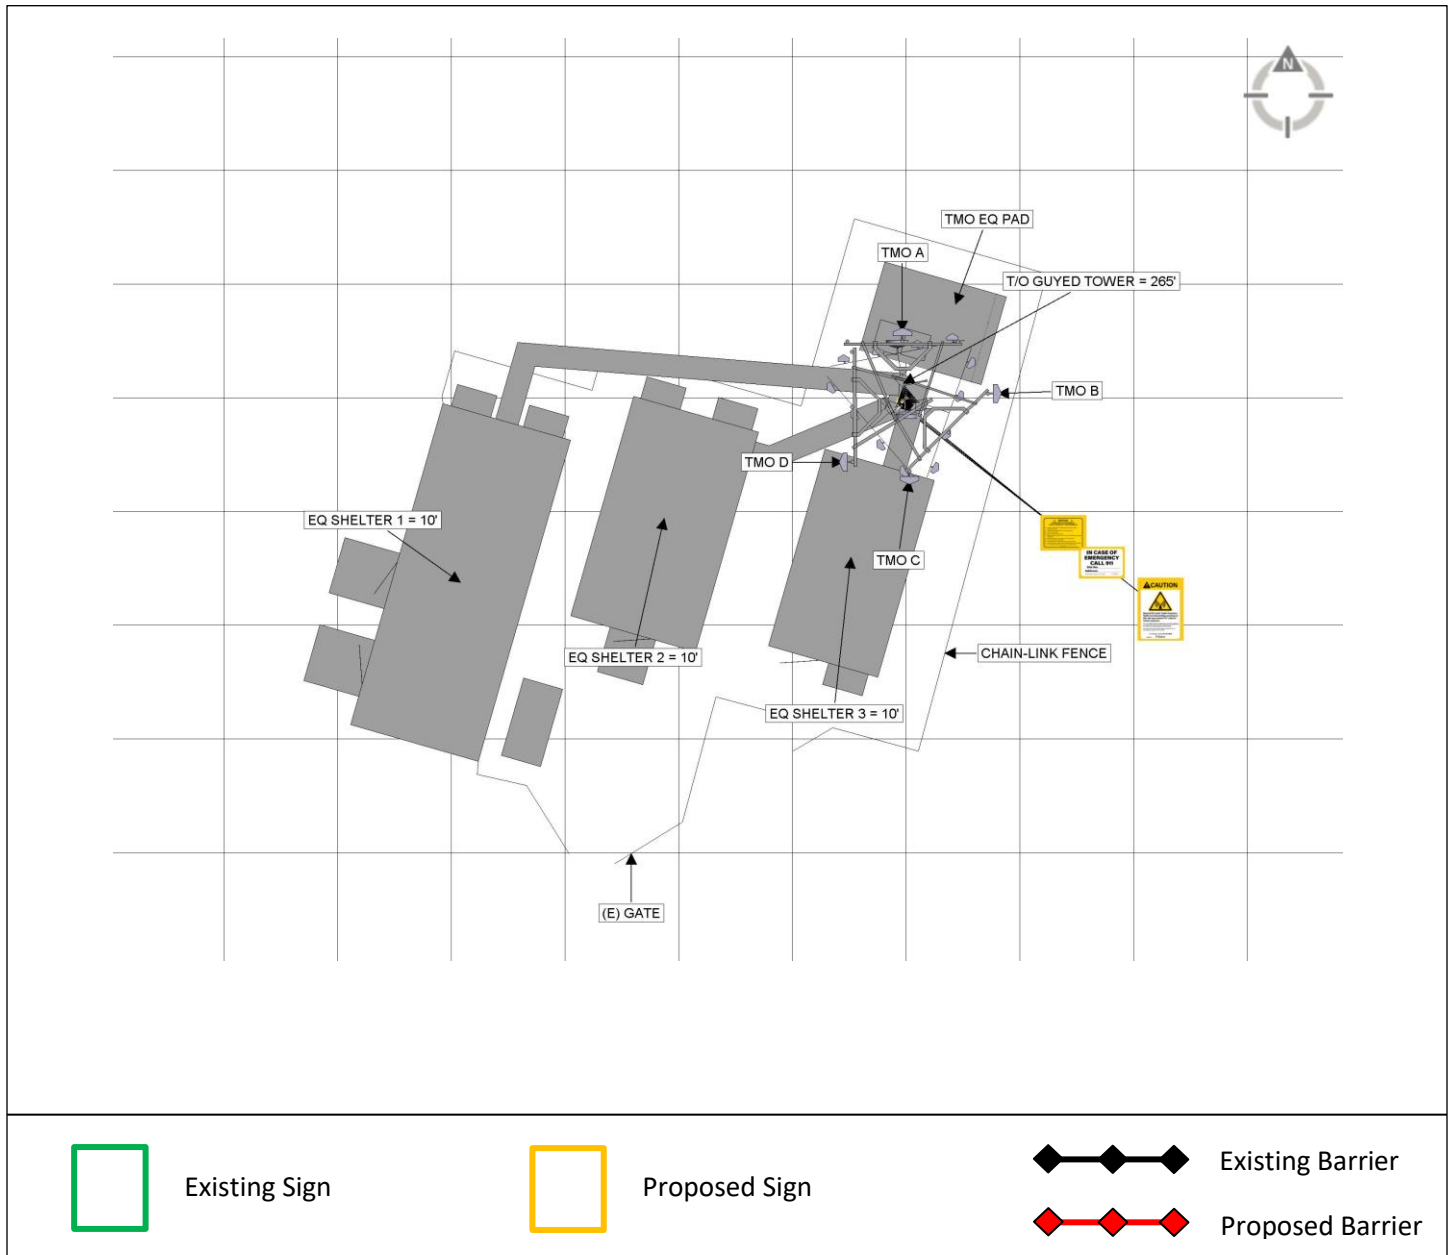 N
TMO EQ PAD
TMO A
T/O GUYED TOWER = 265'
TMO B
TMO D
EQ SHELTER 1 = 10'
TMO C
IN CASE OF
EMERGENCY
CALL 911
CAUTION
EQ SHELTER 2 = 10'
CHAIN-LINK FENCE
EQ SHELTER 3 = 10'
(E) GATE
Existing Sign
Proposed Sign
Existing Barrier
Proposed Barrier